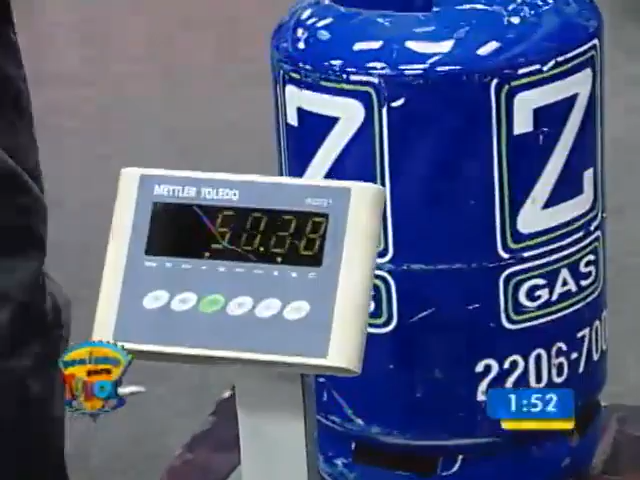 METTLER TOLEDO
50.28
Z
Z
GAS
S
2206-700
1:52